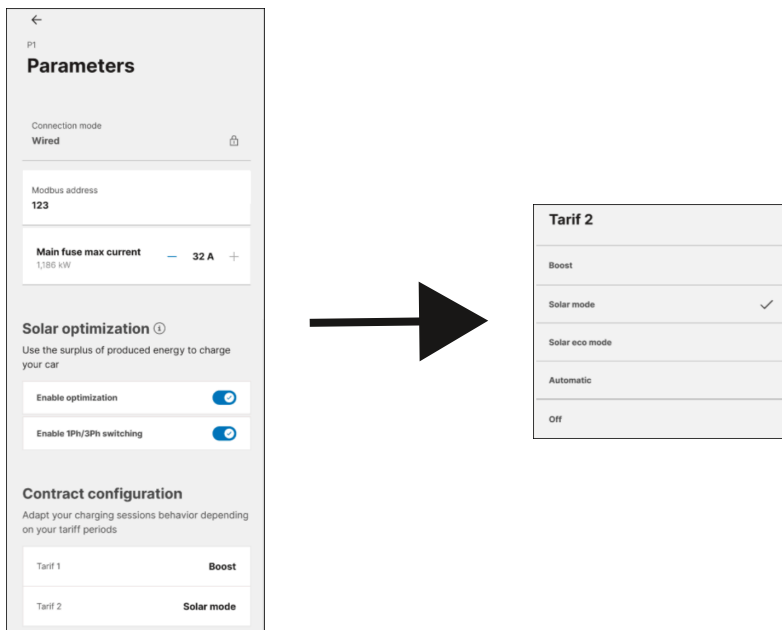 P1
Parameters
Connection mode
Wired
Modbus address
123
Main fuse max current
1,186 kW
32 A
Solar optimization
Use the surplus of produced energy to charge
your car
Enable optimization
Enable 1Ph/3Ph switching
Contract configuration
Adapt your charging sessions behavior depending
on your tariff periods
Tarif 1 Boost
Tarif 2 Solar mode
Tarif 2
Boost
Solar mode
Solar eco mode
Automatic
Off